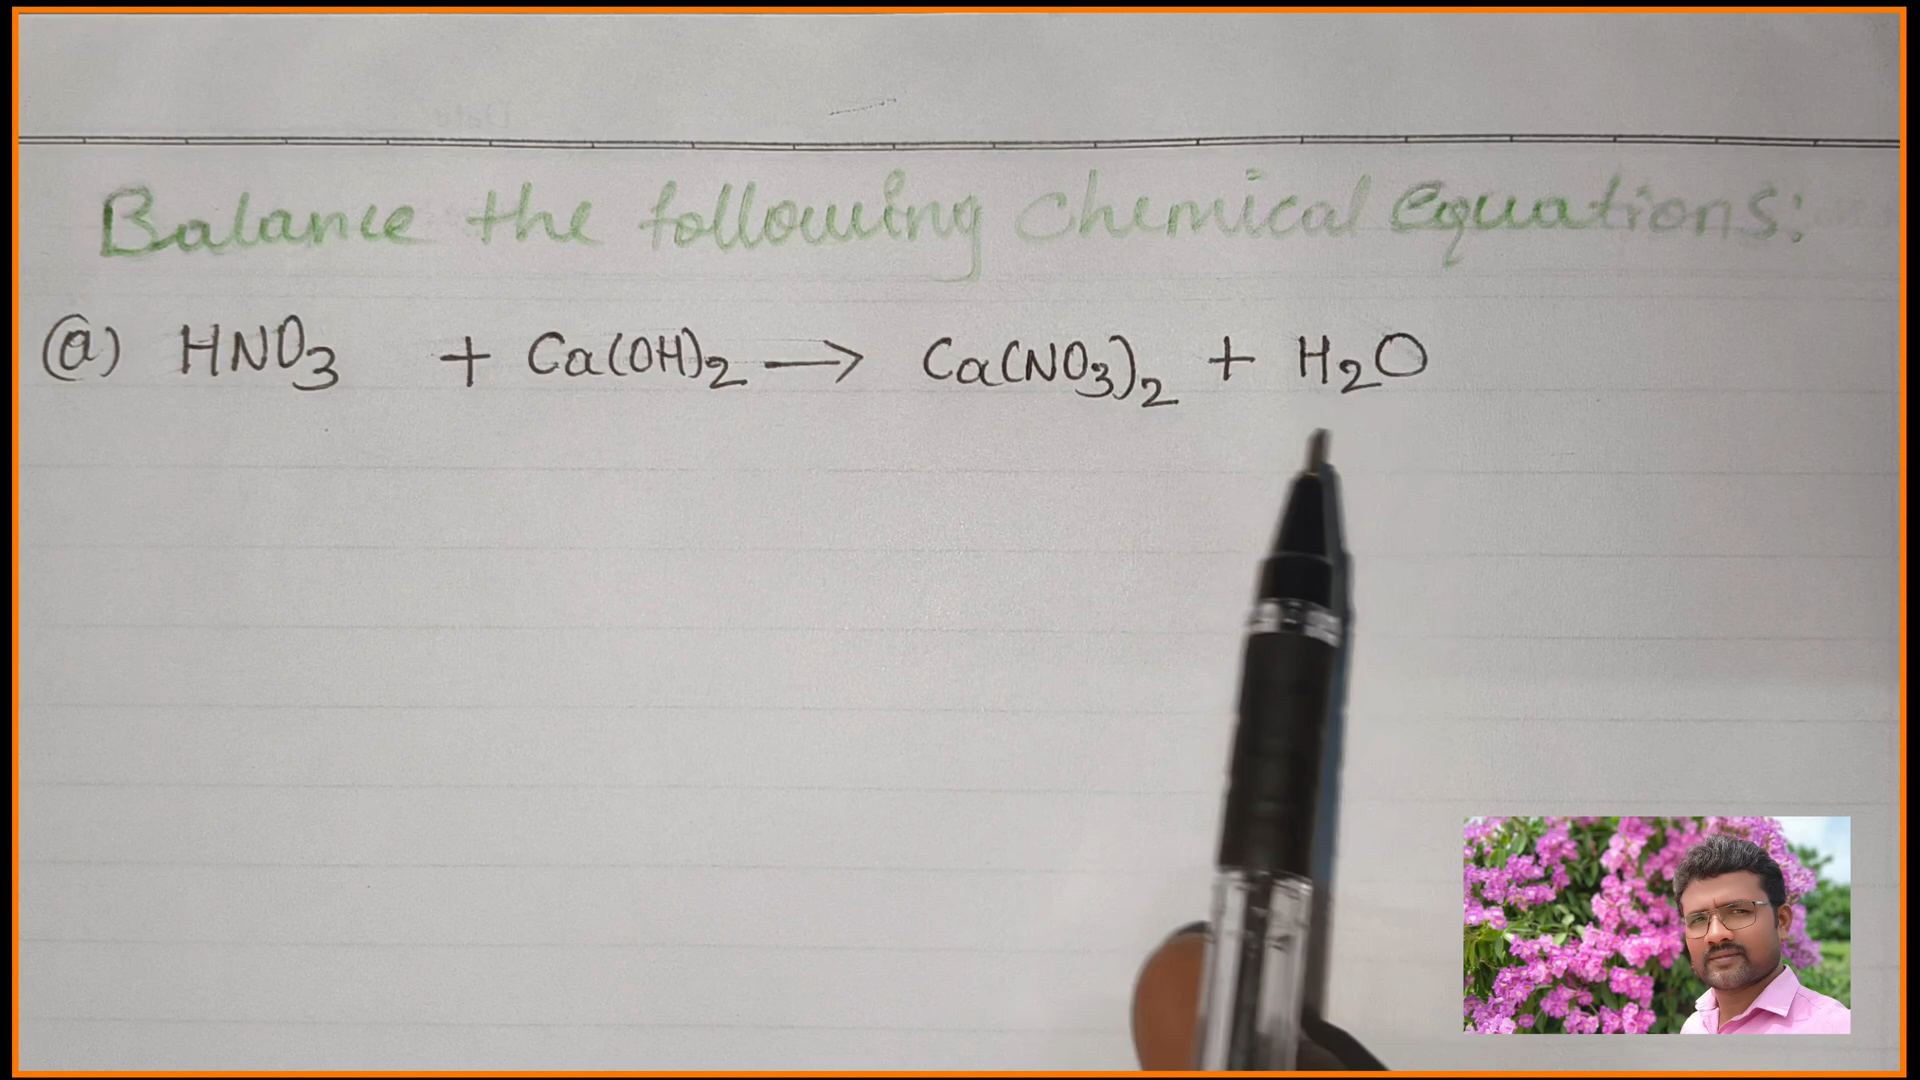 Balance the following Chemical equations:
(a) HNO3 + Ca(OH)2 → Ca(NO3)2 + H2O